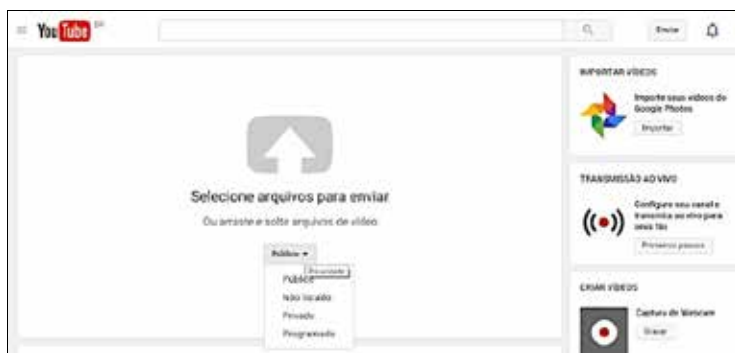 YouTube BR
Enviar
Selecione arquivos para enviar
Ou arraste e solte arquivos de vídeo
Público
Privacidade
Público
Não listado
Privado
Programado
IMPORTAR VÍDEOS
Importe seus vídeos do
Google Photos
Importar
TRANSMISSÃO AO VIVO
Configure seu canal e
transmita ao vivo para
seus fãs
Primeiros passos
CRIAR VÍDEOS
Captura de Webcam
Gravar